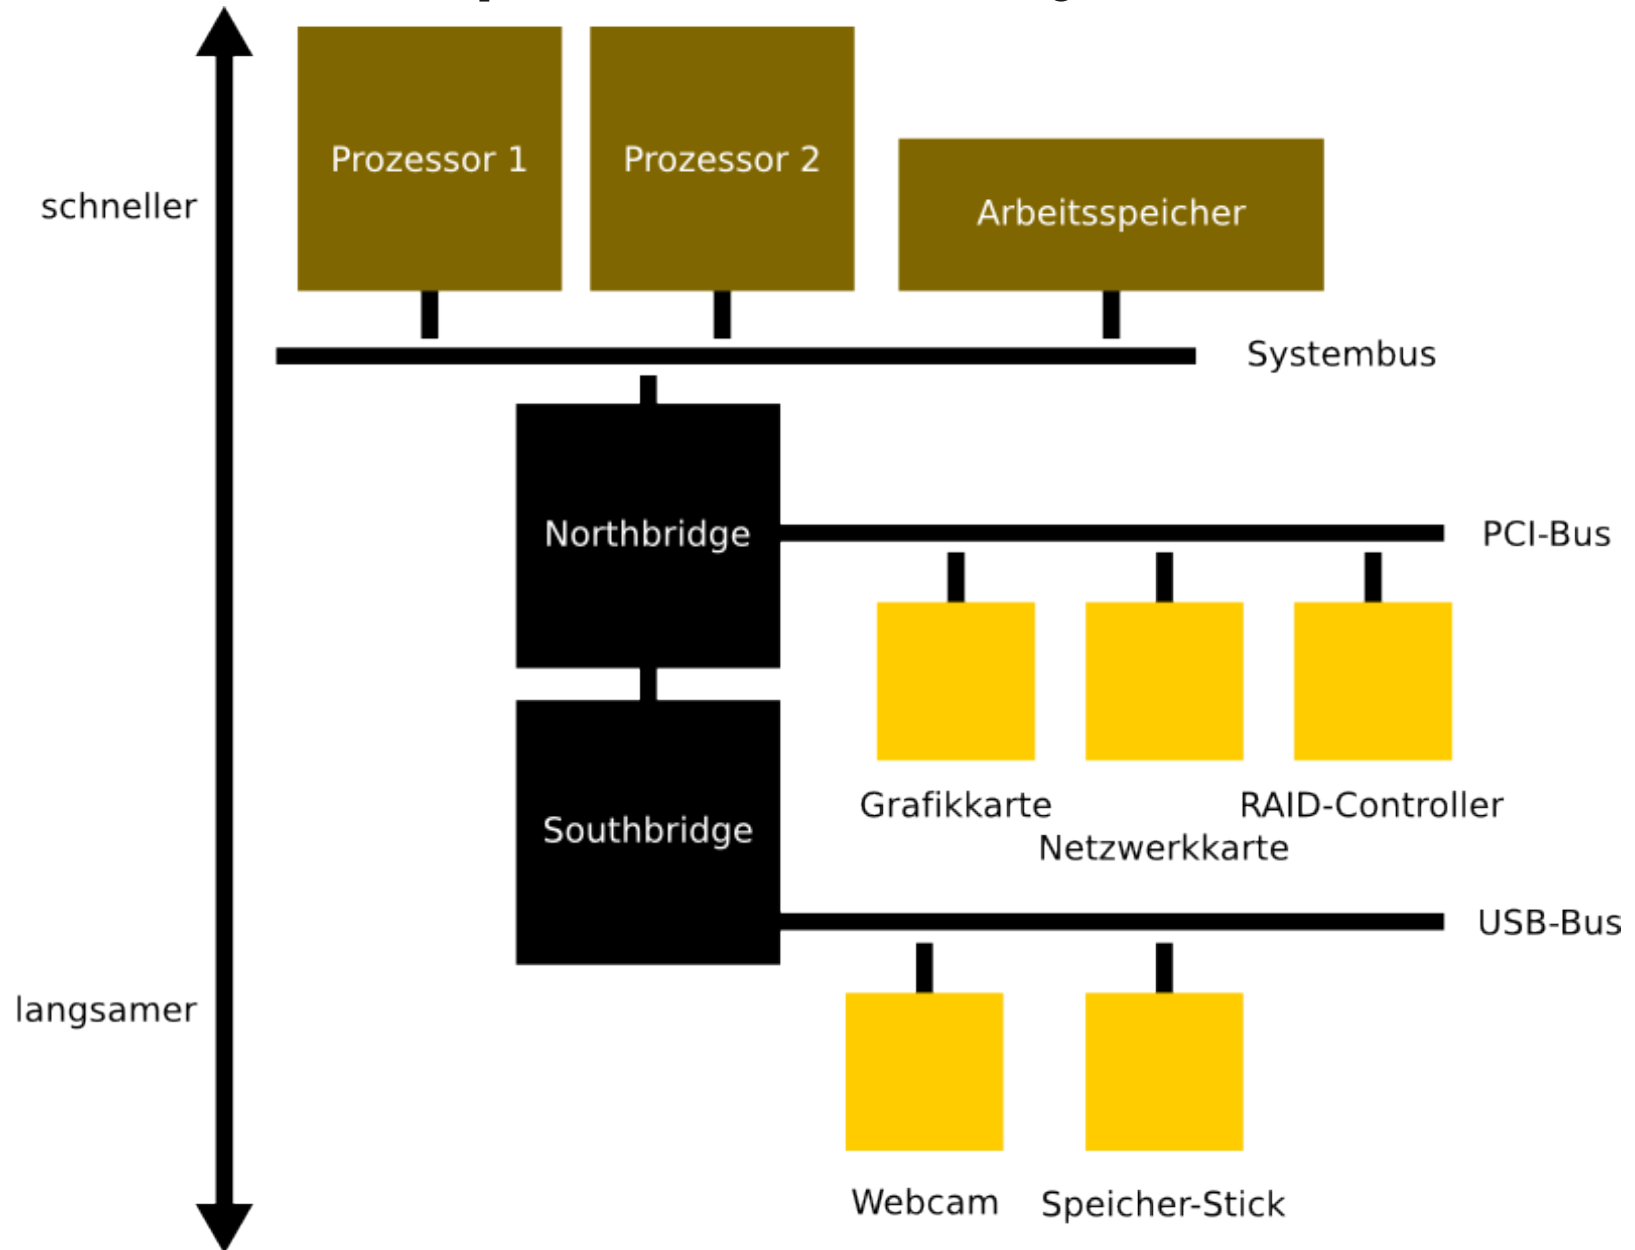 Prozessor 1
Prozessor 2
Arbeitsspeicher
schneller
Systembus
Northbridge
PCI-Bus
Grafikkarte
RAID-Controller
Netzwerkkarte
Southbridge
USB-Bus
langsamer
Webcam
Speicher-Stick